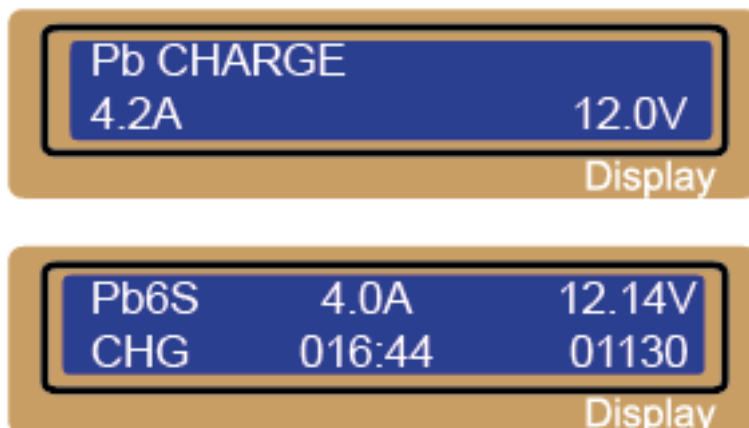 Pb CHARGE
4.2A 12.0V
Display
Pb6S 4.0A 12.14V
CHG 016:44 01130
Display